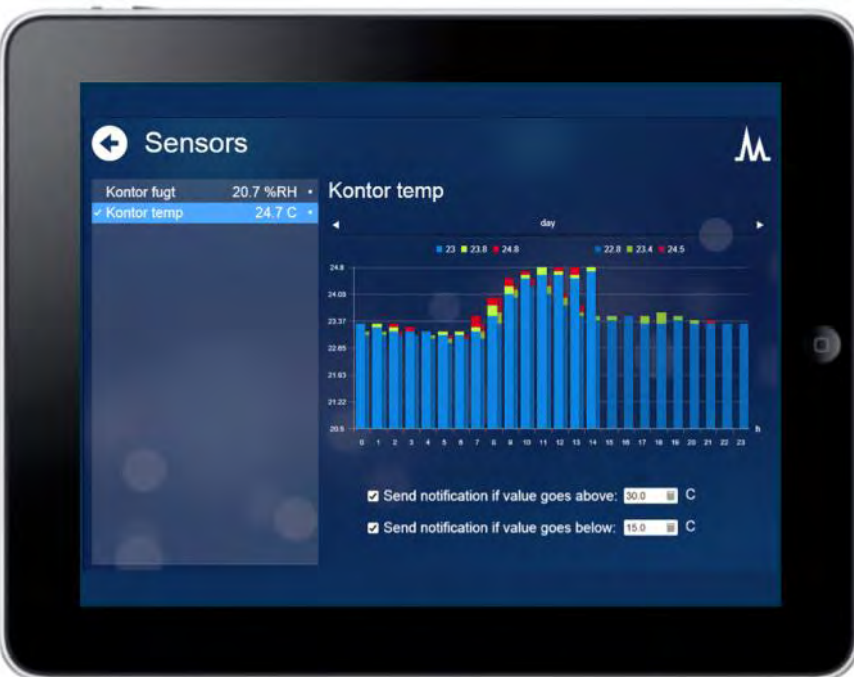 Sensors
Kontor fugt 20.7 %RH
Kontor temp 24.7 C
Kontor temp
day
23 23.8 24.8 22.8 23.4 24.5
24.8
24.08
23.37
22.65
21.93
21.22
20.5
h
0 1 2 3 4 5 6 7 8 9 10 11 12 13 14 15 16 17 18 19 20 21 22 23
Send notification if value goes above: 30.0 C
Send notification if value goes below: 15.0 C